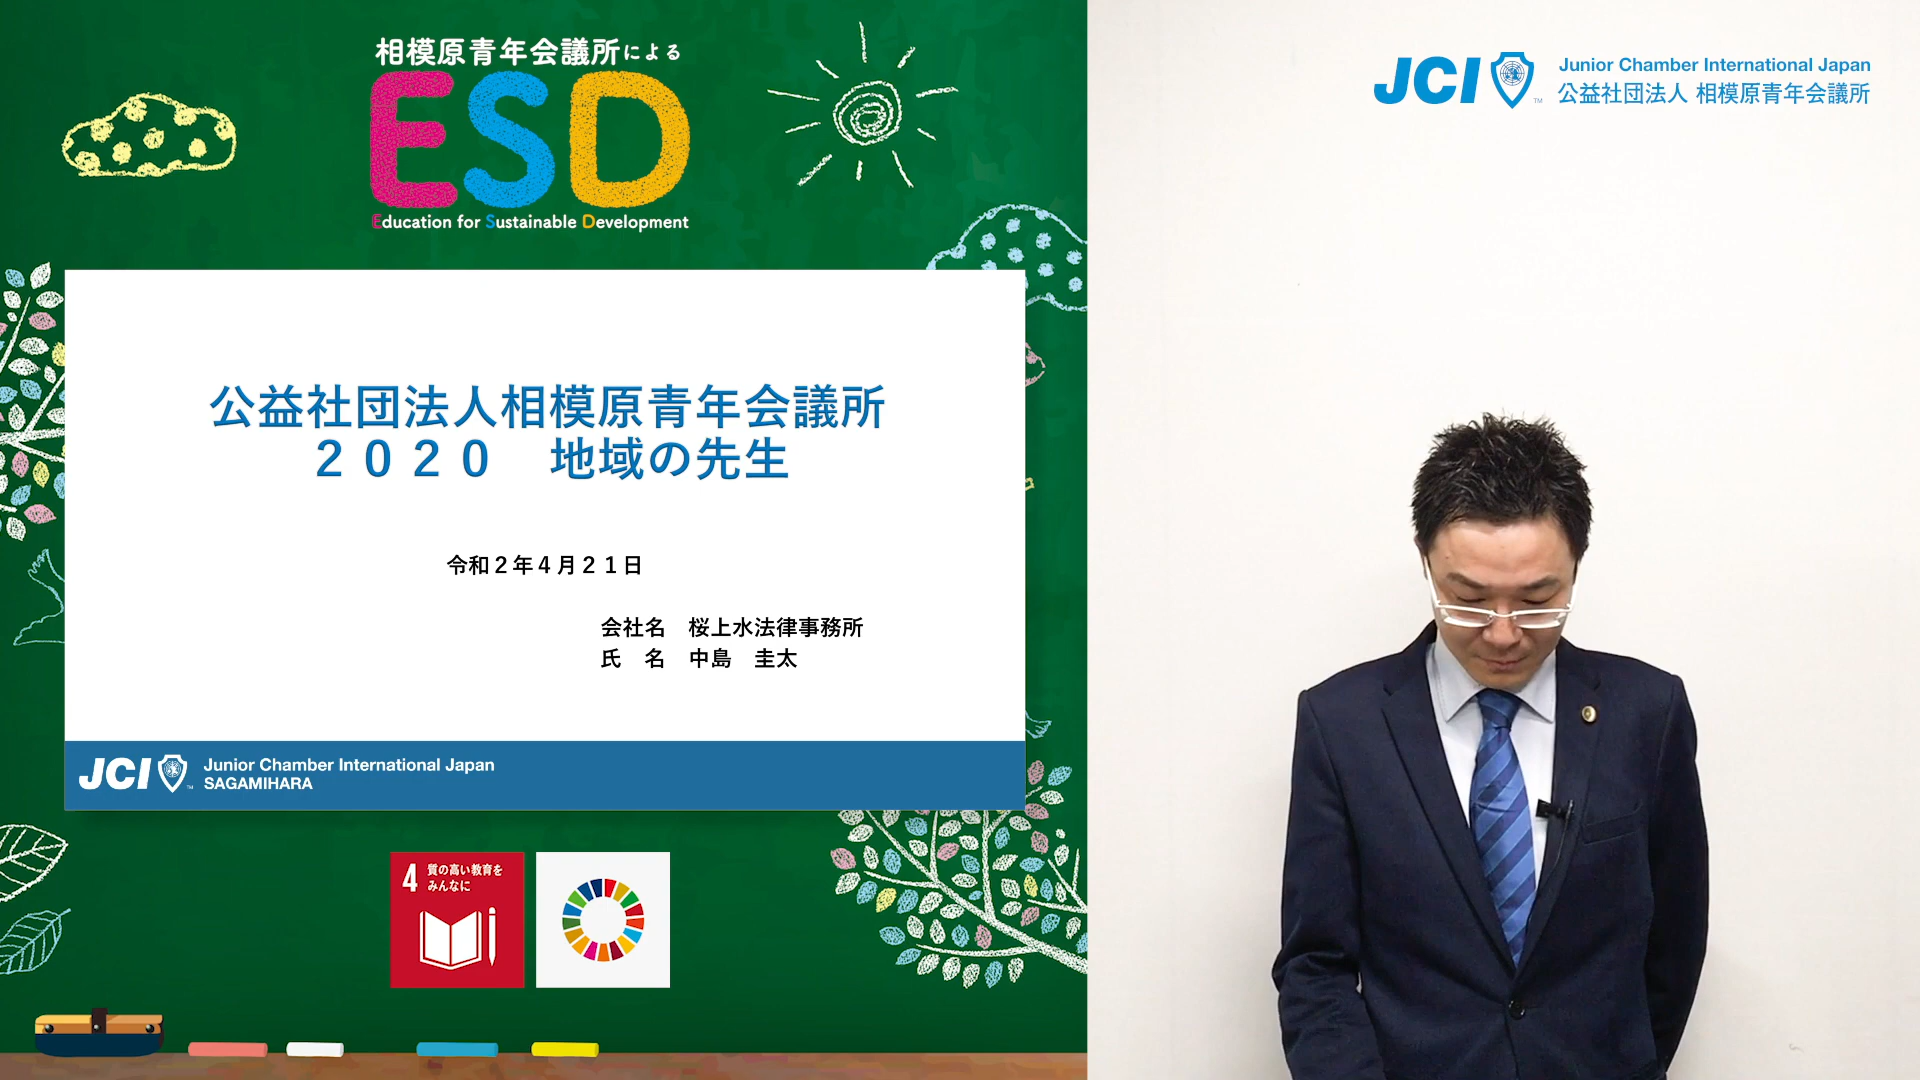 相模原青年会議所による
ESD
Education for Sustainable Development
公益社団法人相模原青年会議所
２０２０　地域の先生
令和２年４月２１日
会社名　桜上水法律事務所
氏　名　中島　圭太
JCI
Junior Chamber International Japan
SAGAMIHARA
4 質の高い教育を
みんなに
JCI
TM
Junior Chamber International Japan
公益社団法人 相模原青年会議所